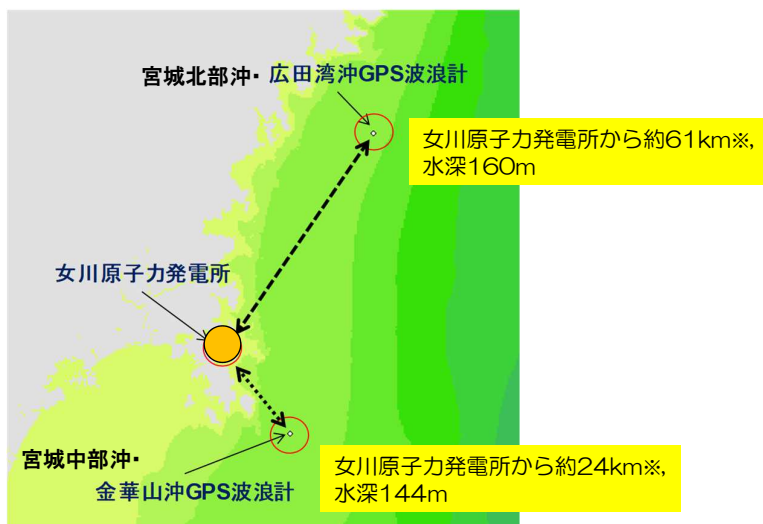 宮城北部沖・広田湾沖GPS波浪計
女川原子力発電所から約61km※,
水深160m
女川原子力発電所
宮城中部沖・
金華山沖GPS波浪計
女川原子力発電所から約24km※,
水深144m